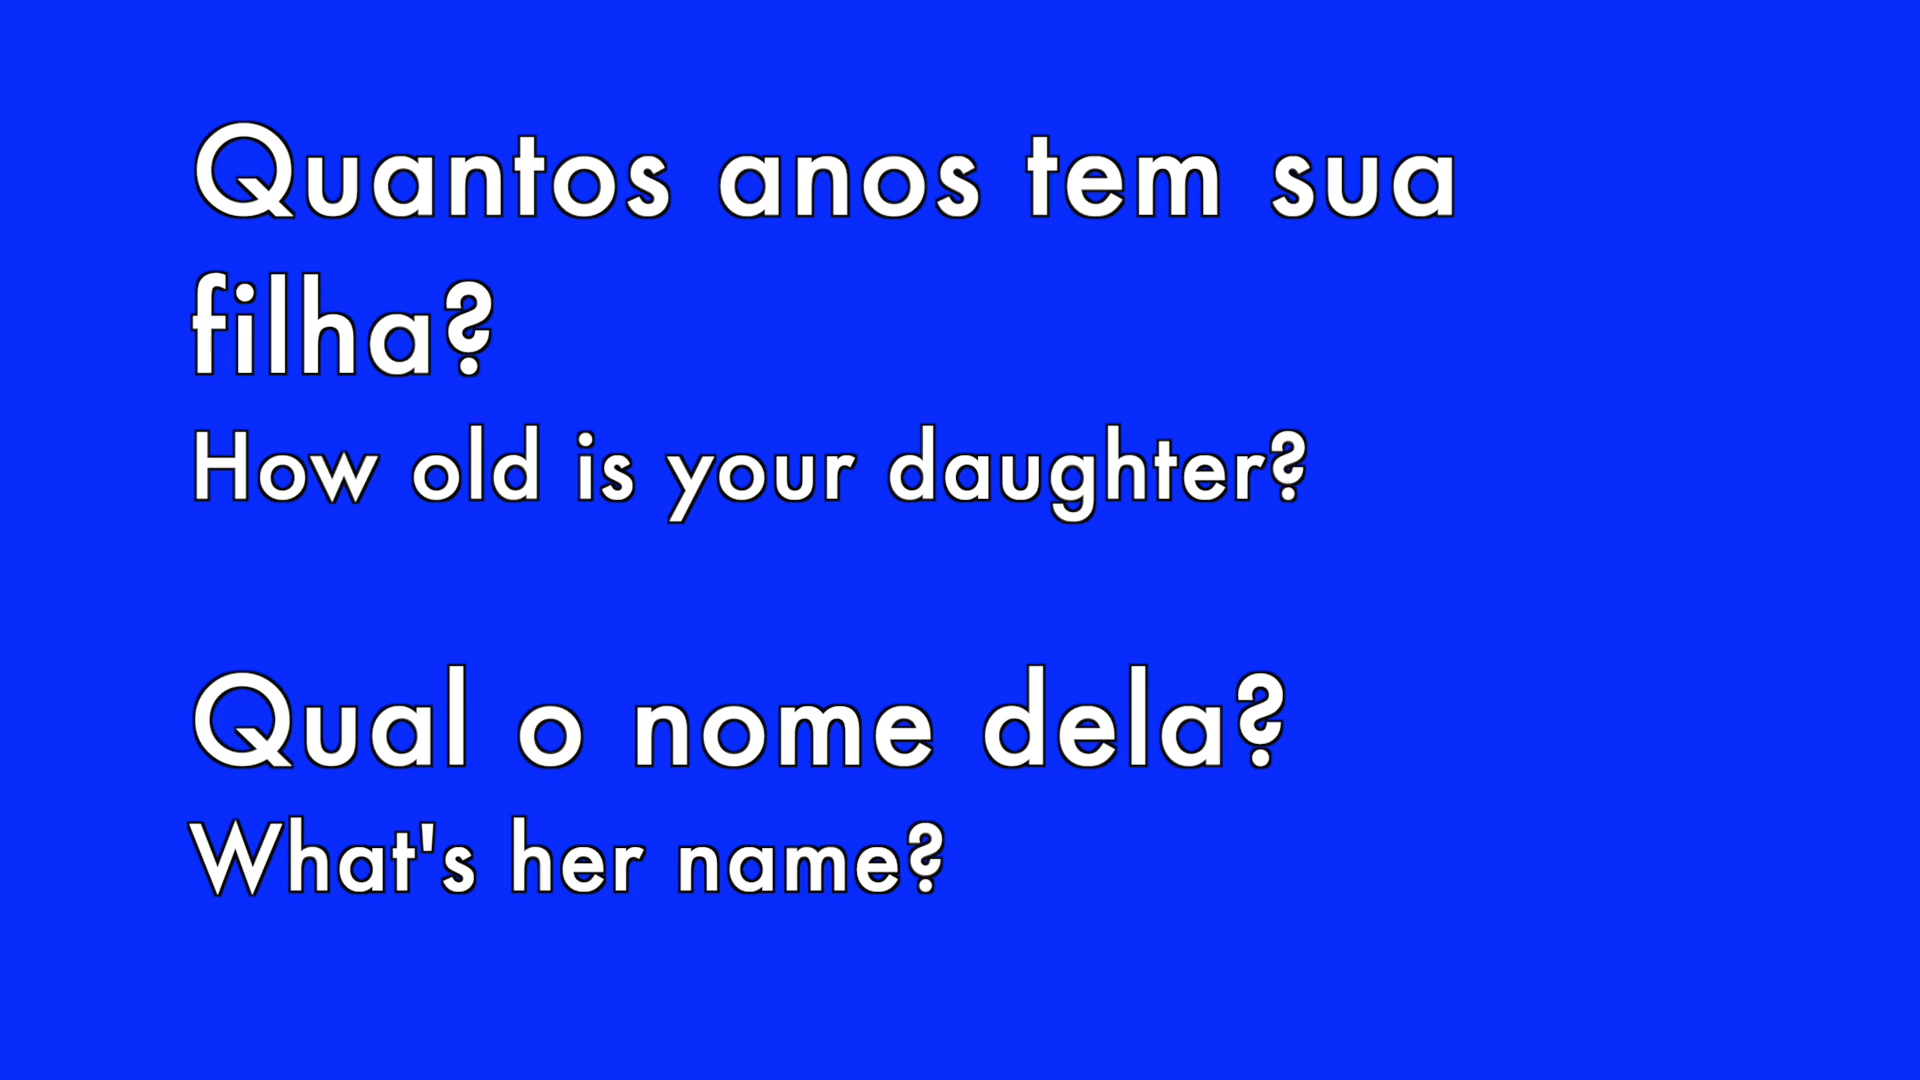 Quantos anos tem sua
filha?
How old is your daughter?
Qual o nome dela?
What's her name?